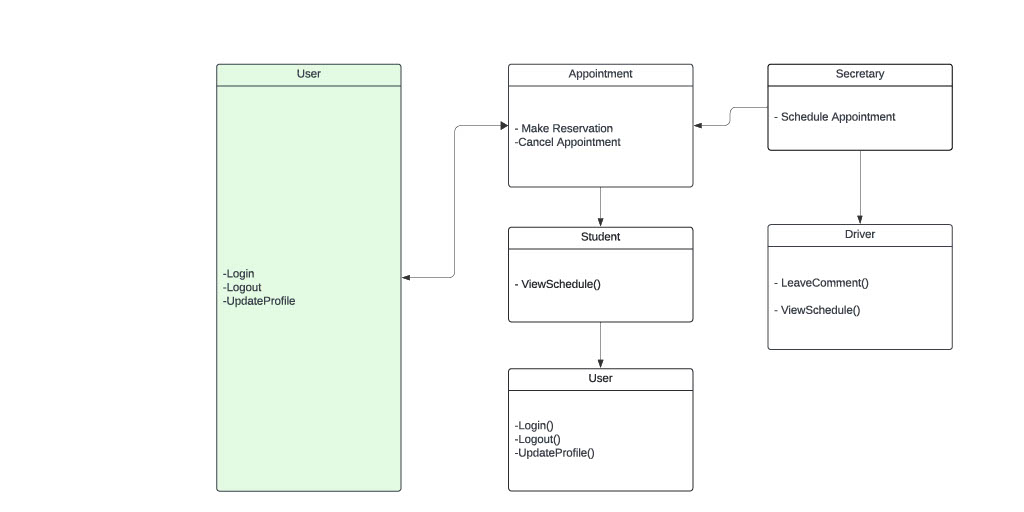 User
-Login
-Logout
-UpdateProfile
Appointment
- Make Reservation
-Cancel Appointment
Student
- ViewSchedule()
User
-Login()
-Logout()
-UpdateProfile()
Secretary
- Schedule Appointment
Driver
- LeaveComment()
- ViewSchedule()